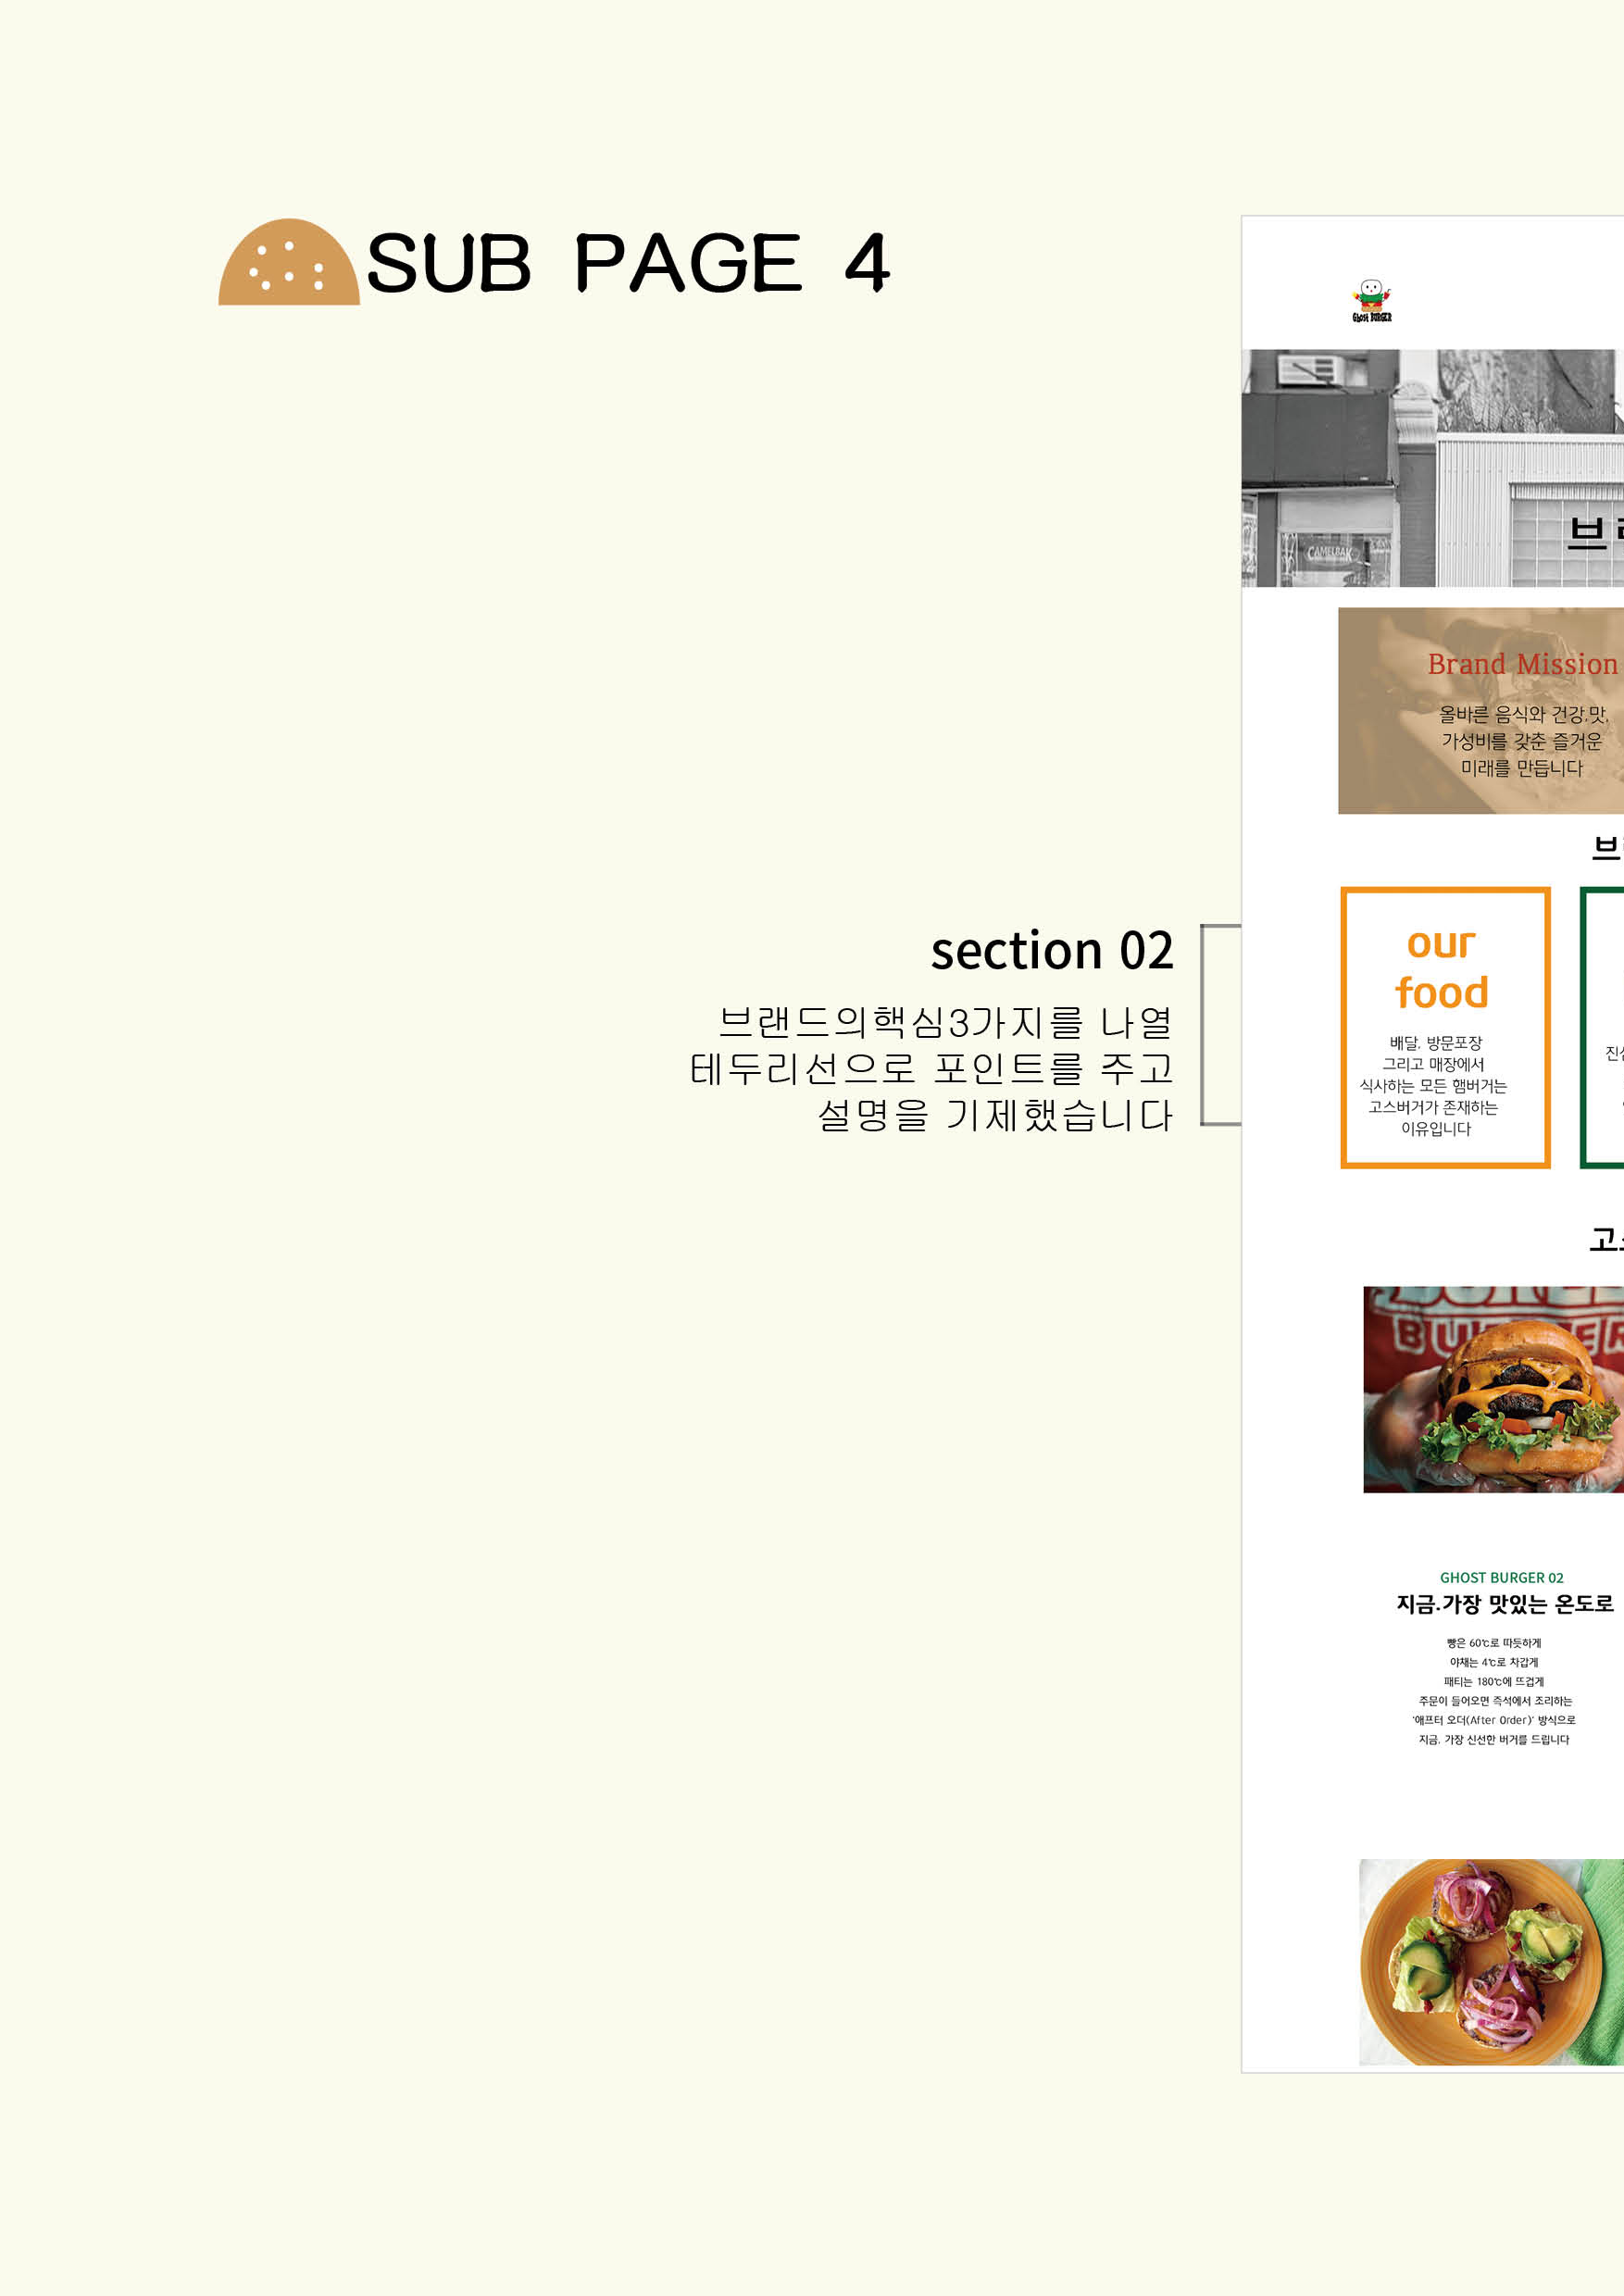 SUB PAGE 4
GHOST BURGER
CAMELBAK
Brand Mission
올바른 음식와 건강,맛,
가성비를 갖춘 즐거운
미래를 만듭니다
section 02
브랜드의핵심3가지를 나열
테두리선으로 포인트를 주고
설명을 기제했습니다
our
food
배달, 방문포장
그리고 매장에서
식사하는 모든 햄버거는
고스버거가 존재하는
이유입니다
GHOST BURGER 02
지금.가장 맛있는 온도로
빵은 60℃로 따듯하게
야채는 4℃로 차갑게
패티는 180℃에 뜨겁게
주문이 들어오면 즉석에서 조리하는
'애프터 오더(After Order)' 방식으로
지금, 가장 신선한 버거를 드립니다